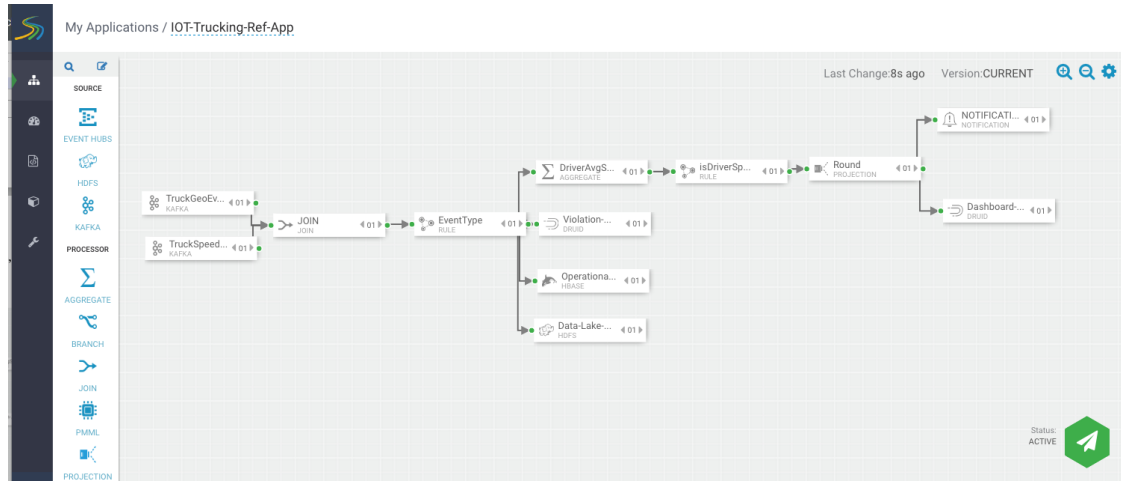 My Applications / IOT-Trucking-Ref-App
Last Change:8s ago Version:CURRENT
SOURCE
EVENT HUBS
HDFS
KAFKA
PROCESSOR
AGGREGATE
BRANCH
JOIN
PMML
PROJECTION
TruckGeoEv... 01
KAFKA
TruckSpeed... 01
KAFKA
JOIN 01
JOIN
EventType 01
RULE
DriverAvgS... 01
AGGREGATE
Violation-... 01
DRUID
Operationa... 01
HBASE
Data-Lake-... 01
HDFS
isDriverSp... 01
RULE
Round 01
PROJECTION
NOTIFICATI... 01
NOTIFICATION
Dashboard-... 01
DRUID
Status:
ACTIVE